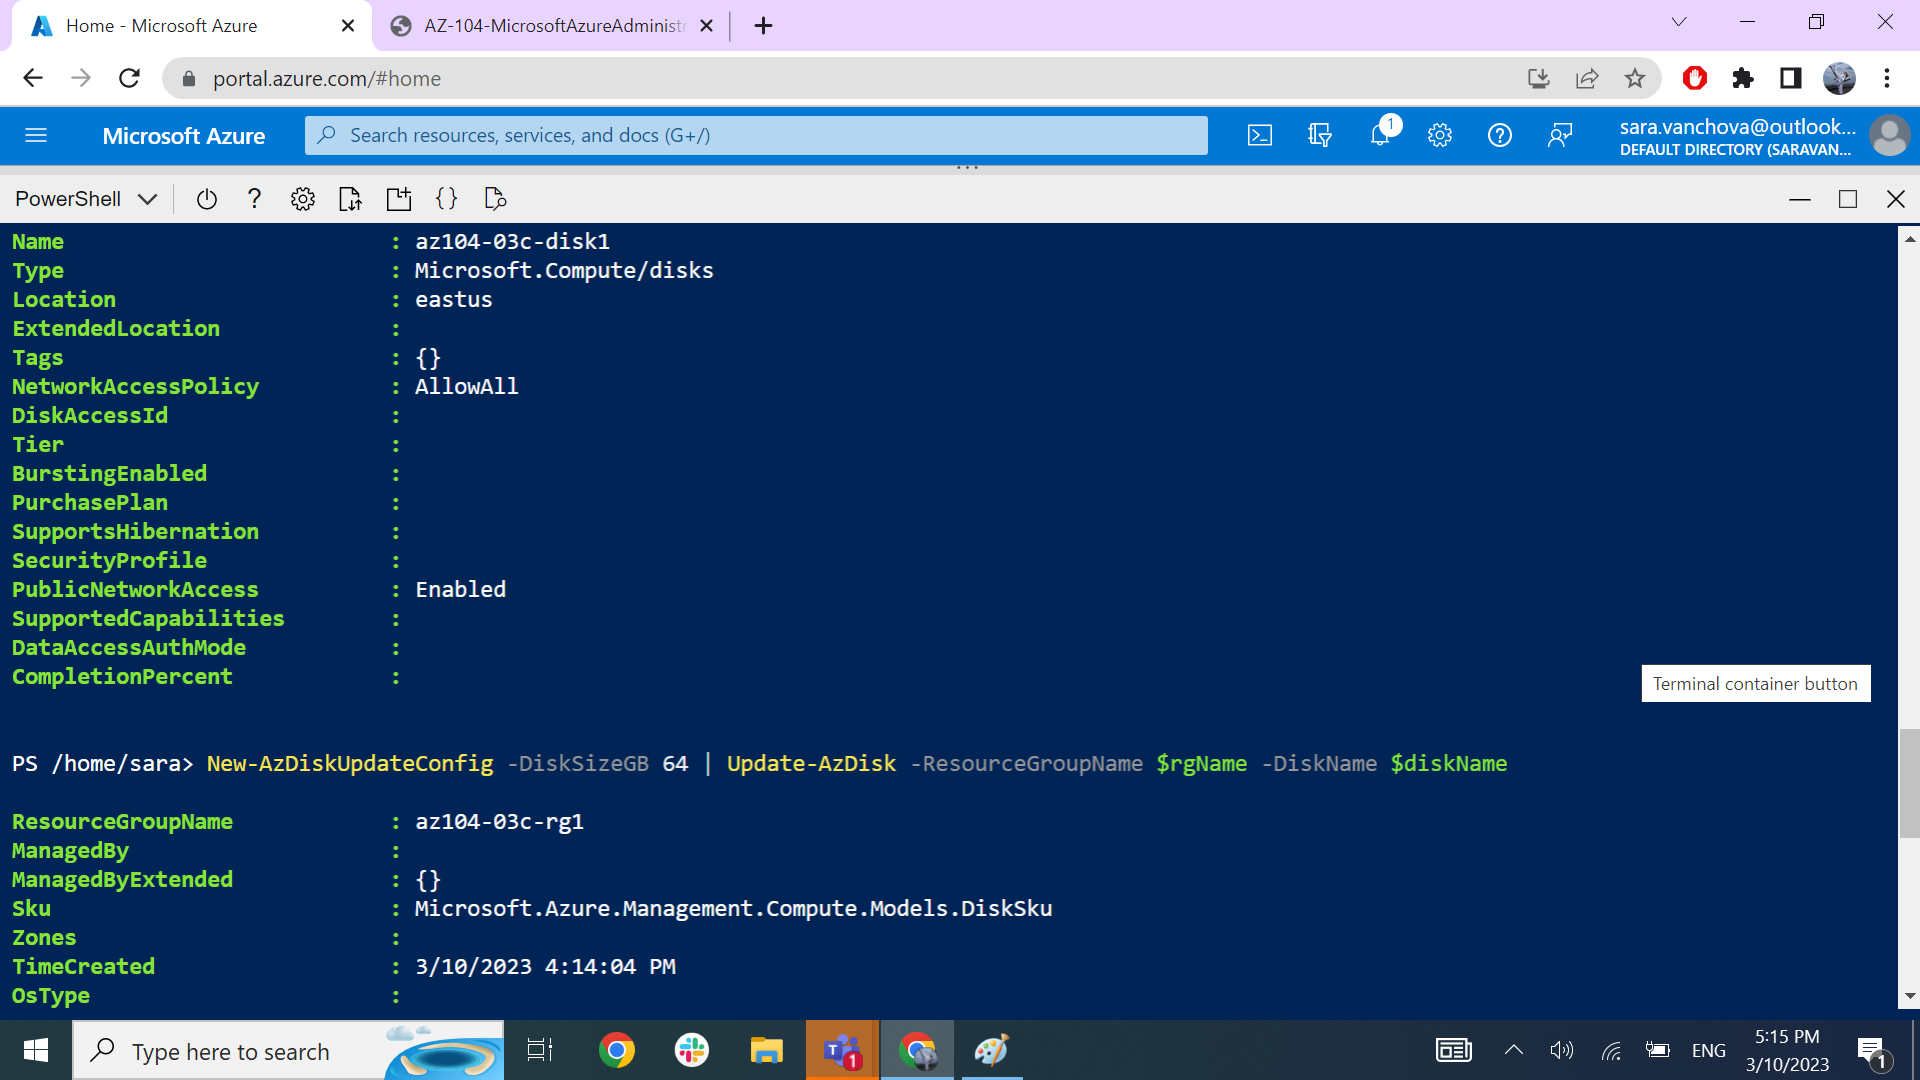 Home - Microsoft Azure
AZ-104-MicrosoftAzureAdministr
portal.azure.com/#home
Microsoft Azure
Search resources, services, and docs (G+/)
1
sara.vanchova@outlook...
DEFAULT DIRECTORY (SARAVAN...
PowerShell
Name : az104-03c-disk1
Type : Microsoft.Compute/disks
Location : eastus
ExtendedLocation :
Tags : {}
NetworkAccessPolicy : AllowAll
DiskAccessId :
Tier :
BurstingEnabled :
PurchasePlan :
SupportsHibernation :
SecurityProfile :
PublicNetworkAccess : Enabled
SupportedCapabilities :
DataAccessAuthMode :
CompletionPercent :
Terminal container button
PS /home/sara> New-AzDiskUpdateConfig -DiskSizeGB 64 | Update-AzDisk -ResourceGroupName $rgName -DiskName $diskName
ResourceGroupName : az104-03c-rg1
ManagedBy :
ManagedByExtended : {}
Sku : Microsoft.Azure.Management.Compute.Models.DiskSku
Zones :
TimeCreated : 3/10/2023 4:14:04 PM
OsType :
Type here to search
T
1
ENG
5:15 PM
3/10/2023
1